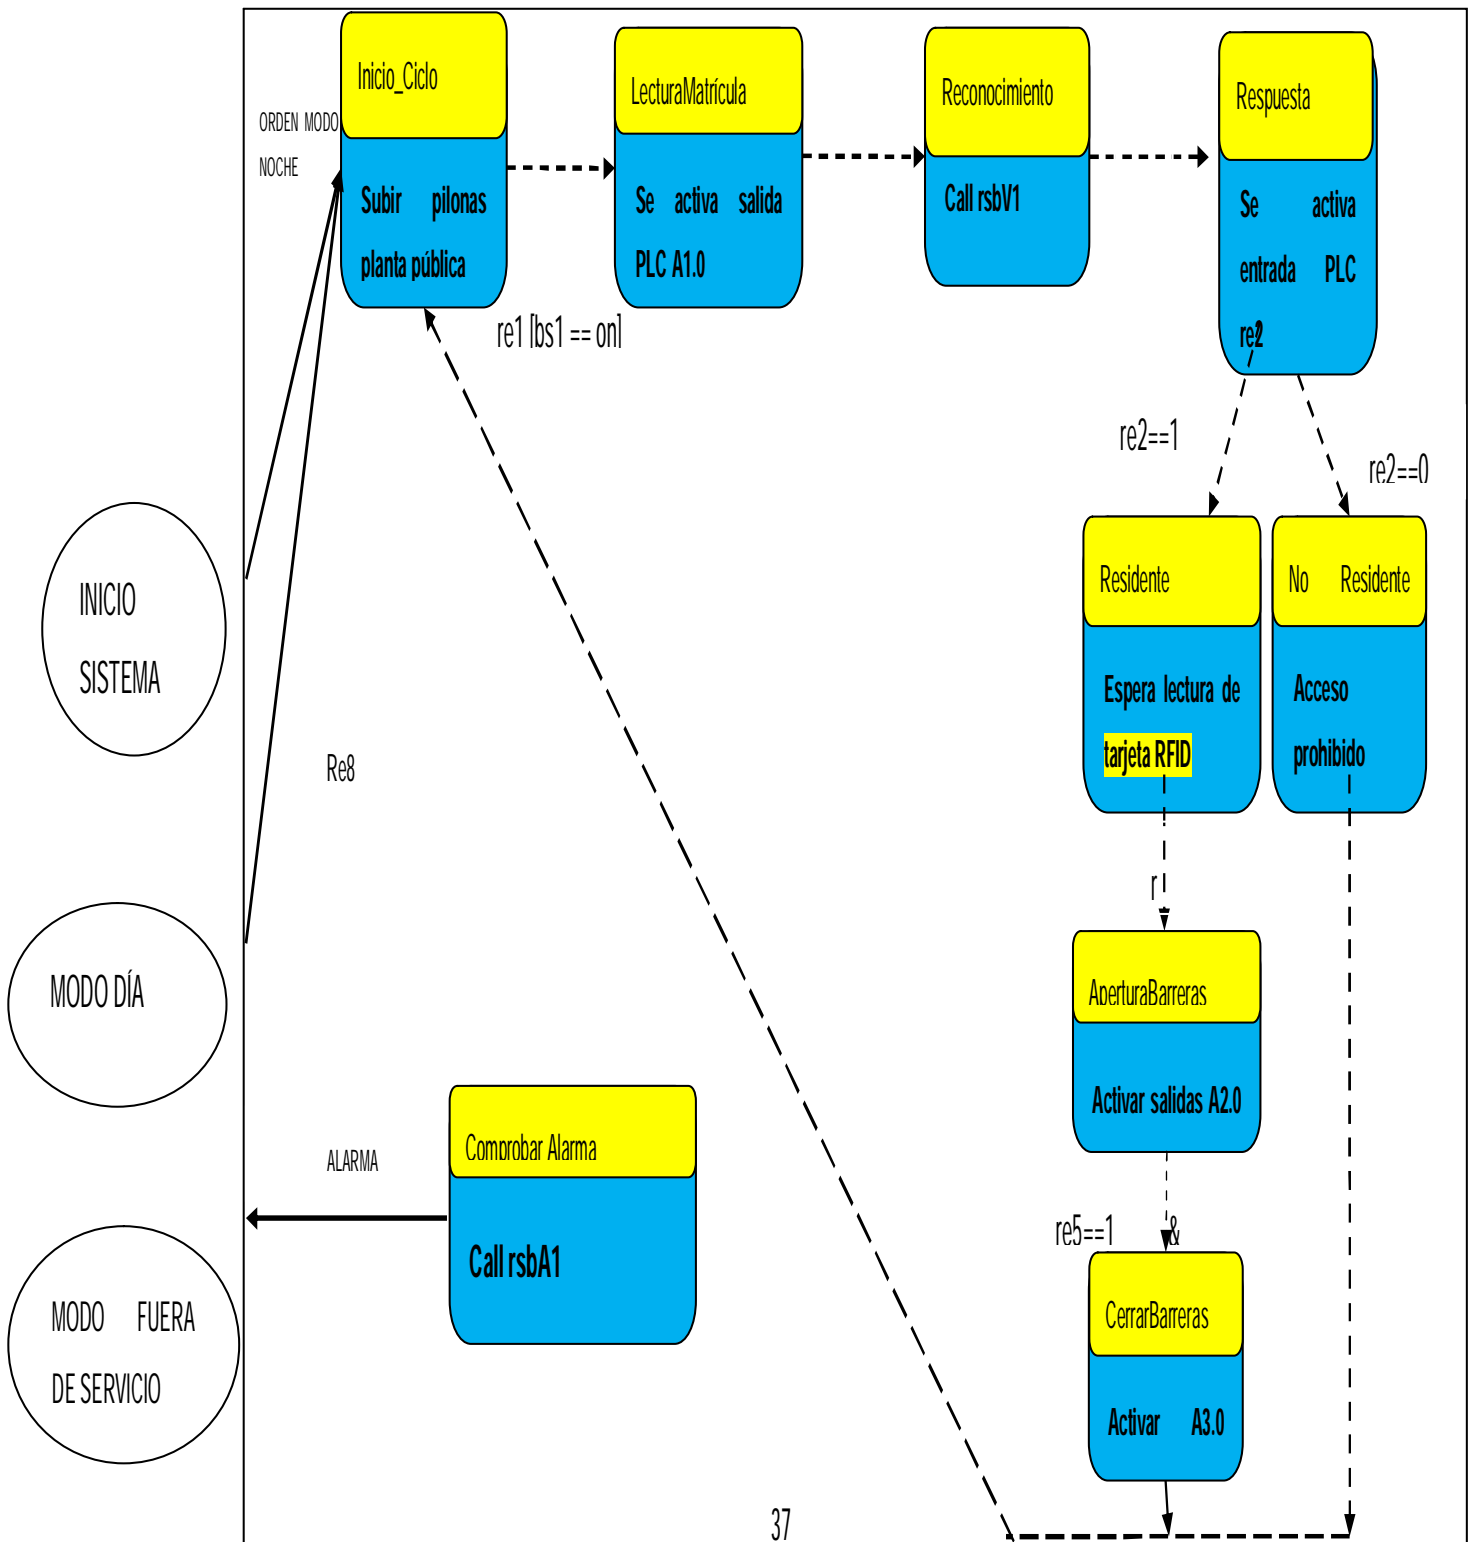 Inicio_Ciclo
LecturaMatrícula
Reconocimiento
Respuesta
ORDEN MODO
NOCHE
Subir pilonas
planta pública
Se activa salida
PLC A1.0
Call rsbV1
Se activa
entrada PLC
re2
re1 [bs1 == on]
re2==1
re2==0
INICIO
SISTEMA
Residente
No Residente
Espera lectura de
tarjeta RFID
Acceso
prohibido
Re8
r
MODO DÍA
AperturaBarreras
Activar salidas A2.0
ALARMA
Comprobar Alarma
Call rsbA1
re5==1 &
MODO FUERA
DE SERVICIO
CerrarBarreras
Activar A3.0
37